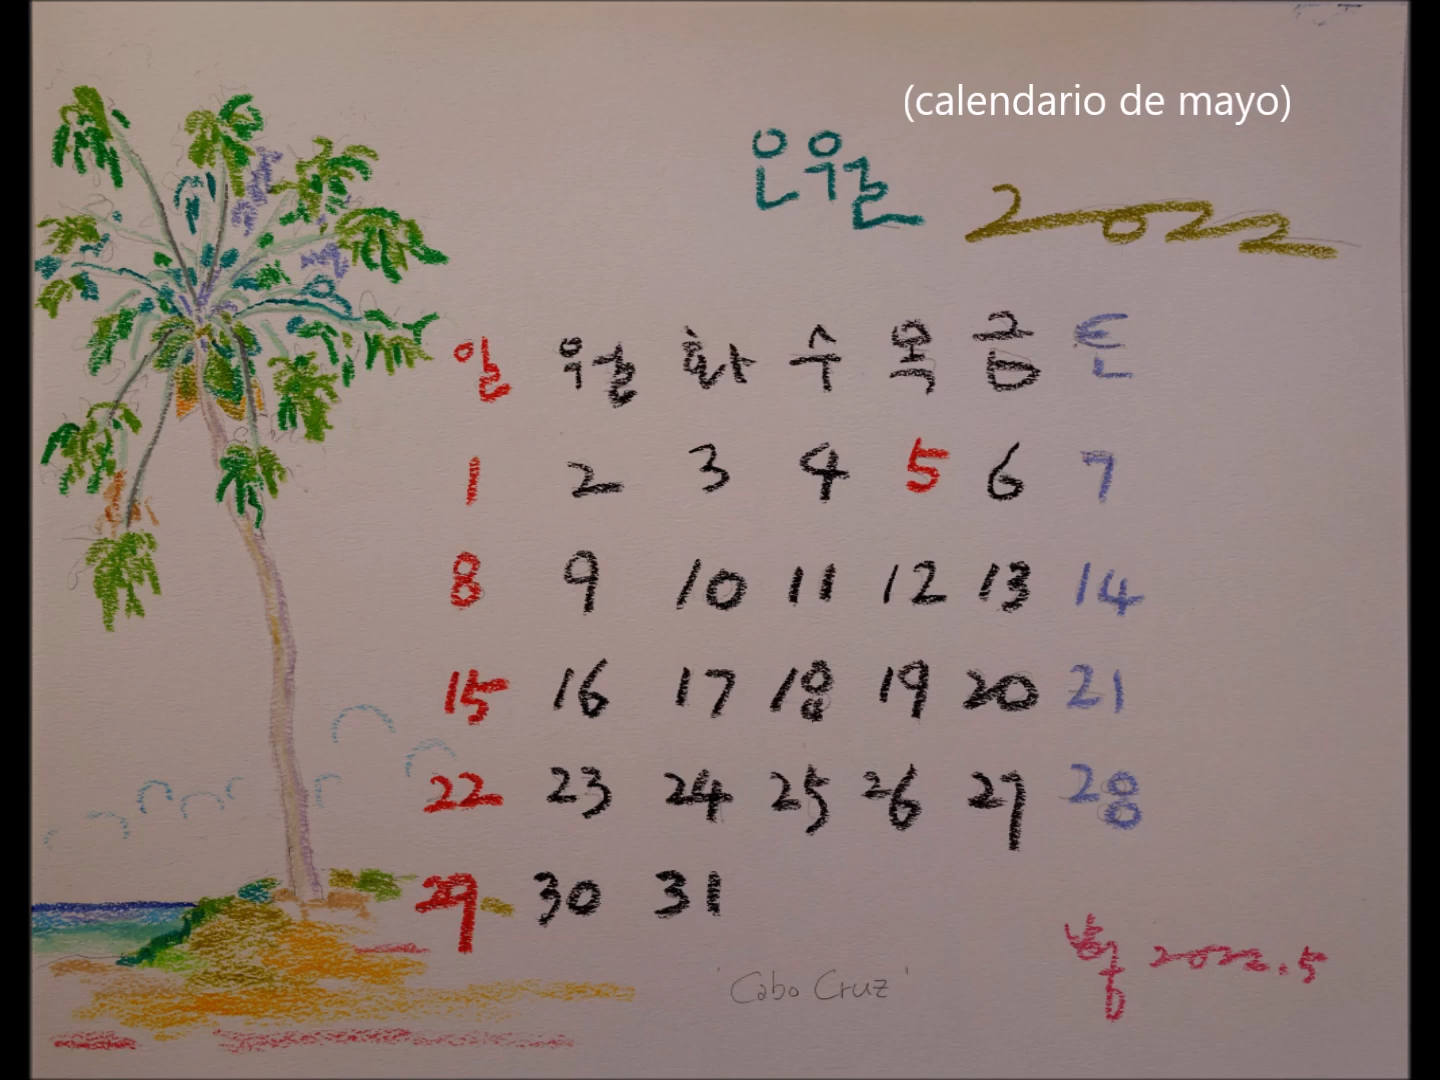 (calendario de mayo)
오월 2022
일 월 화 수 목 금 토
1 2 3 4 5 6 7
8 9 10 11 12 13 14
15 16 17 18 19 20 21
22 23 24 25 26 27 28
29 30 31
2022.5
'Cabo Cruz'